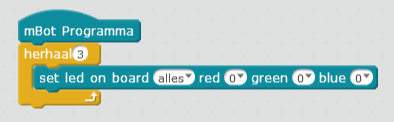 mBot Programma
herhaal 3
set led on board alles red 0 green 0 blue 0